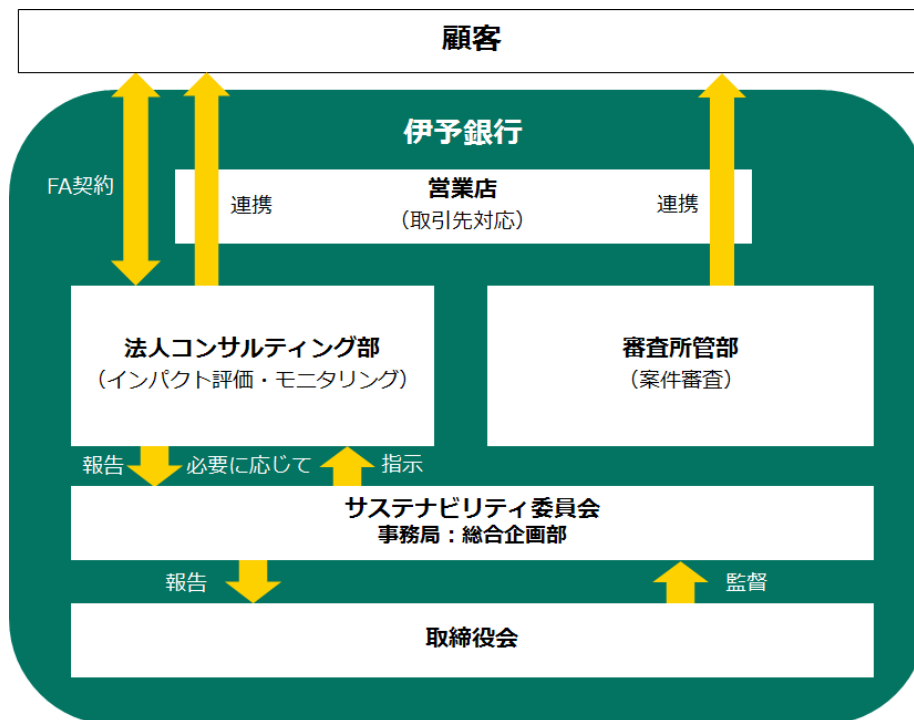 顧客
伊予銀行
FA契約
営業店
連携
(取引先対応)
連携
法人コンサルティング部
(インパクト評価・モニタリング)
審査所管部
(案件審査)
報告
必要に応じて
指示
サステナビリティ委員会
事務局：総合企画部
報告
監督
取締役会